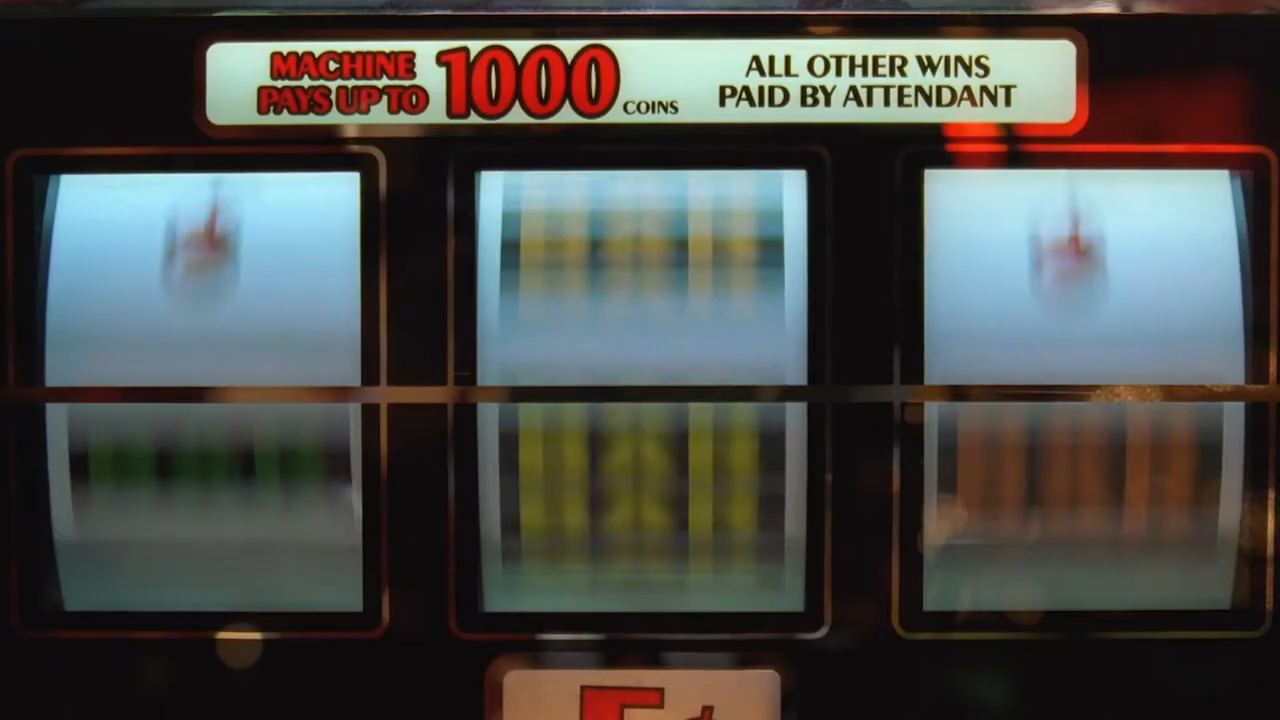 MACHINE
PAYS UP TO
1000
COINS
ALL OTHER WINS
PAID BY ATTENDANT